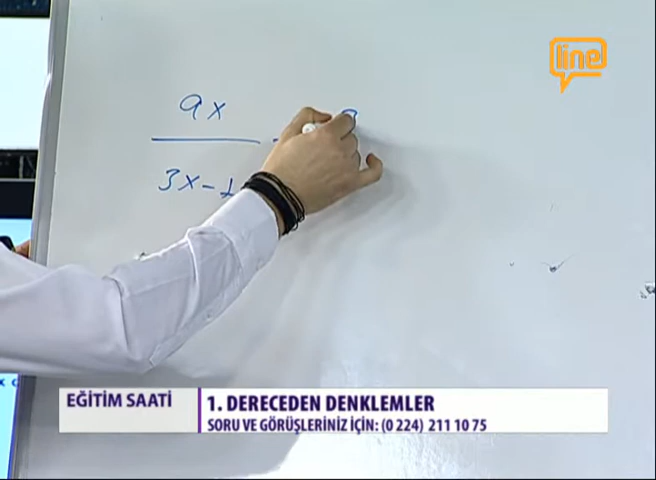 line
9x
3x-1
EĞİTİM SAATİ
1. DERECEDEN DENKLEMLER
SORU VE GÖRÜŞLERİNİZ İÇİN: (0 224) 211 10 75